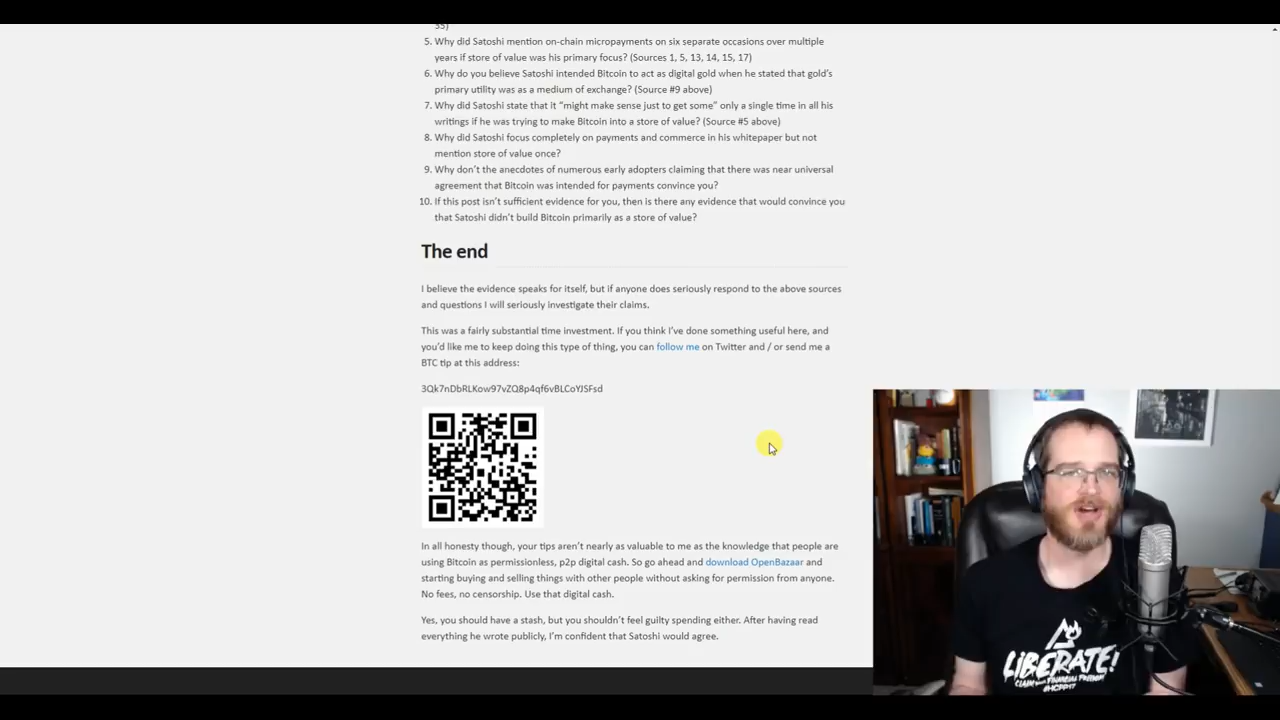 55)
5. Why did Satoshi mention on-chain micropayments on six separate occasions over multiple
years if store of value was his primary focus? (Sources 1, 5, 13, 14, 15, 17)
6. Why do you believe Satoshi intended Bitcoin to act as digital gold when he stated that gold's
primary utility was as a medium of exchange? (Source #9 above)
7. Why did Satoshi state that it “might make sense just to get some” only a single time in all his
writings if he was trying to make Bitcoin into a store of value? (Source #5 above)
8. Why did Satoshi focus completely on payments and commerce in his whitepaper but not
mention store of value once?
9. Why don't the anecdotes of numerous early adopters claiming that there was near universal
agreement that Bitcoin was intended for payments convince you?
10. If this post isn't sufficient evidence for you, then is there any evidence that would convince you
that Satoshi didn't build Bitcoin primarily as a store of value?
The end
I believe the evidence speaks for itself, but if anyone does seriously respond to the above sources
and questions I will seriously investigate their claims.
This was a fairly substantial time investment. If you think I've done something useful here, and
you'd like me to keep doing this type of thing, you can follow me on Twitter and / or send me a
BTC tip at this address:
3Qk7nDbRLKow97vZQ8p4qf6vBLCoYJSFsd
In all honesty though, your tips aren't nearly as valuable to me as the knowledge that people are
using Bitcoin as permissionless, p2p digital cash. So go ahead and download OpenBazaar and
starting buying and selling things with other people without asking for permission from anyone.
No fees, no censorship. Use that digital cash.
Yes, you should have a stash, but you shouldn't feel guilty spending either. After having read
everything he wrote publicly, I'm confident that Satoshi would agree.
LIBERATE!
CLAIM YOUR FINANCIAL FREEDOM
#HCPP17